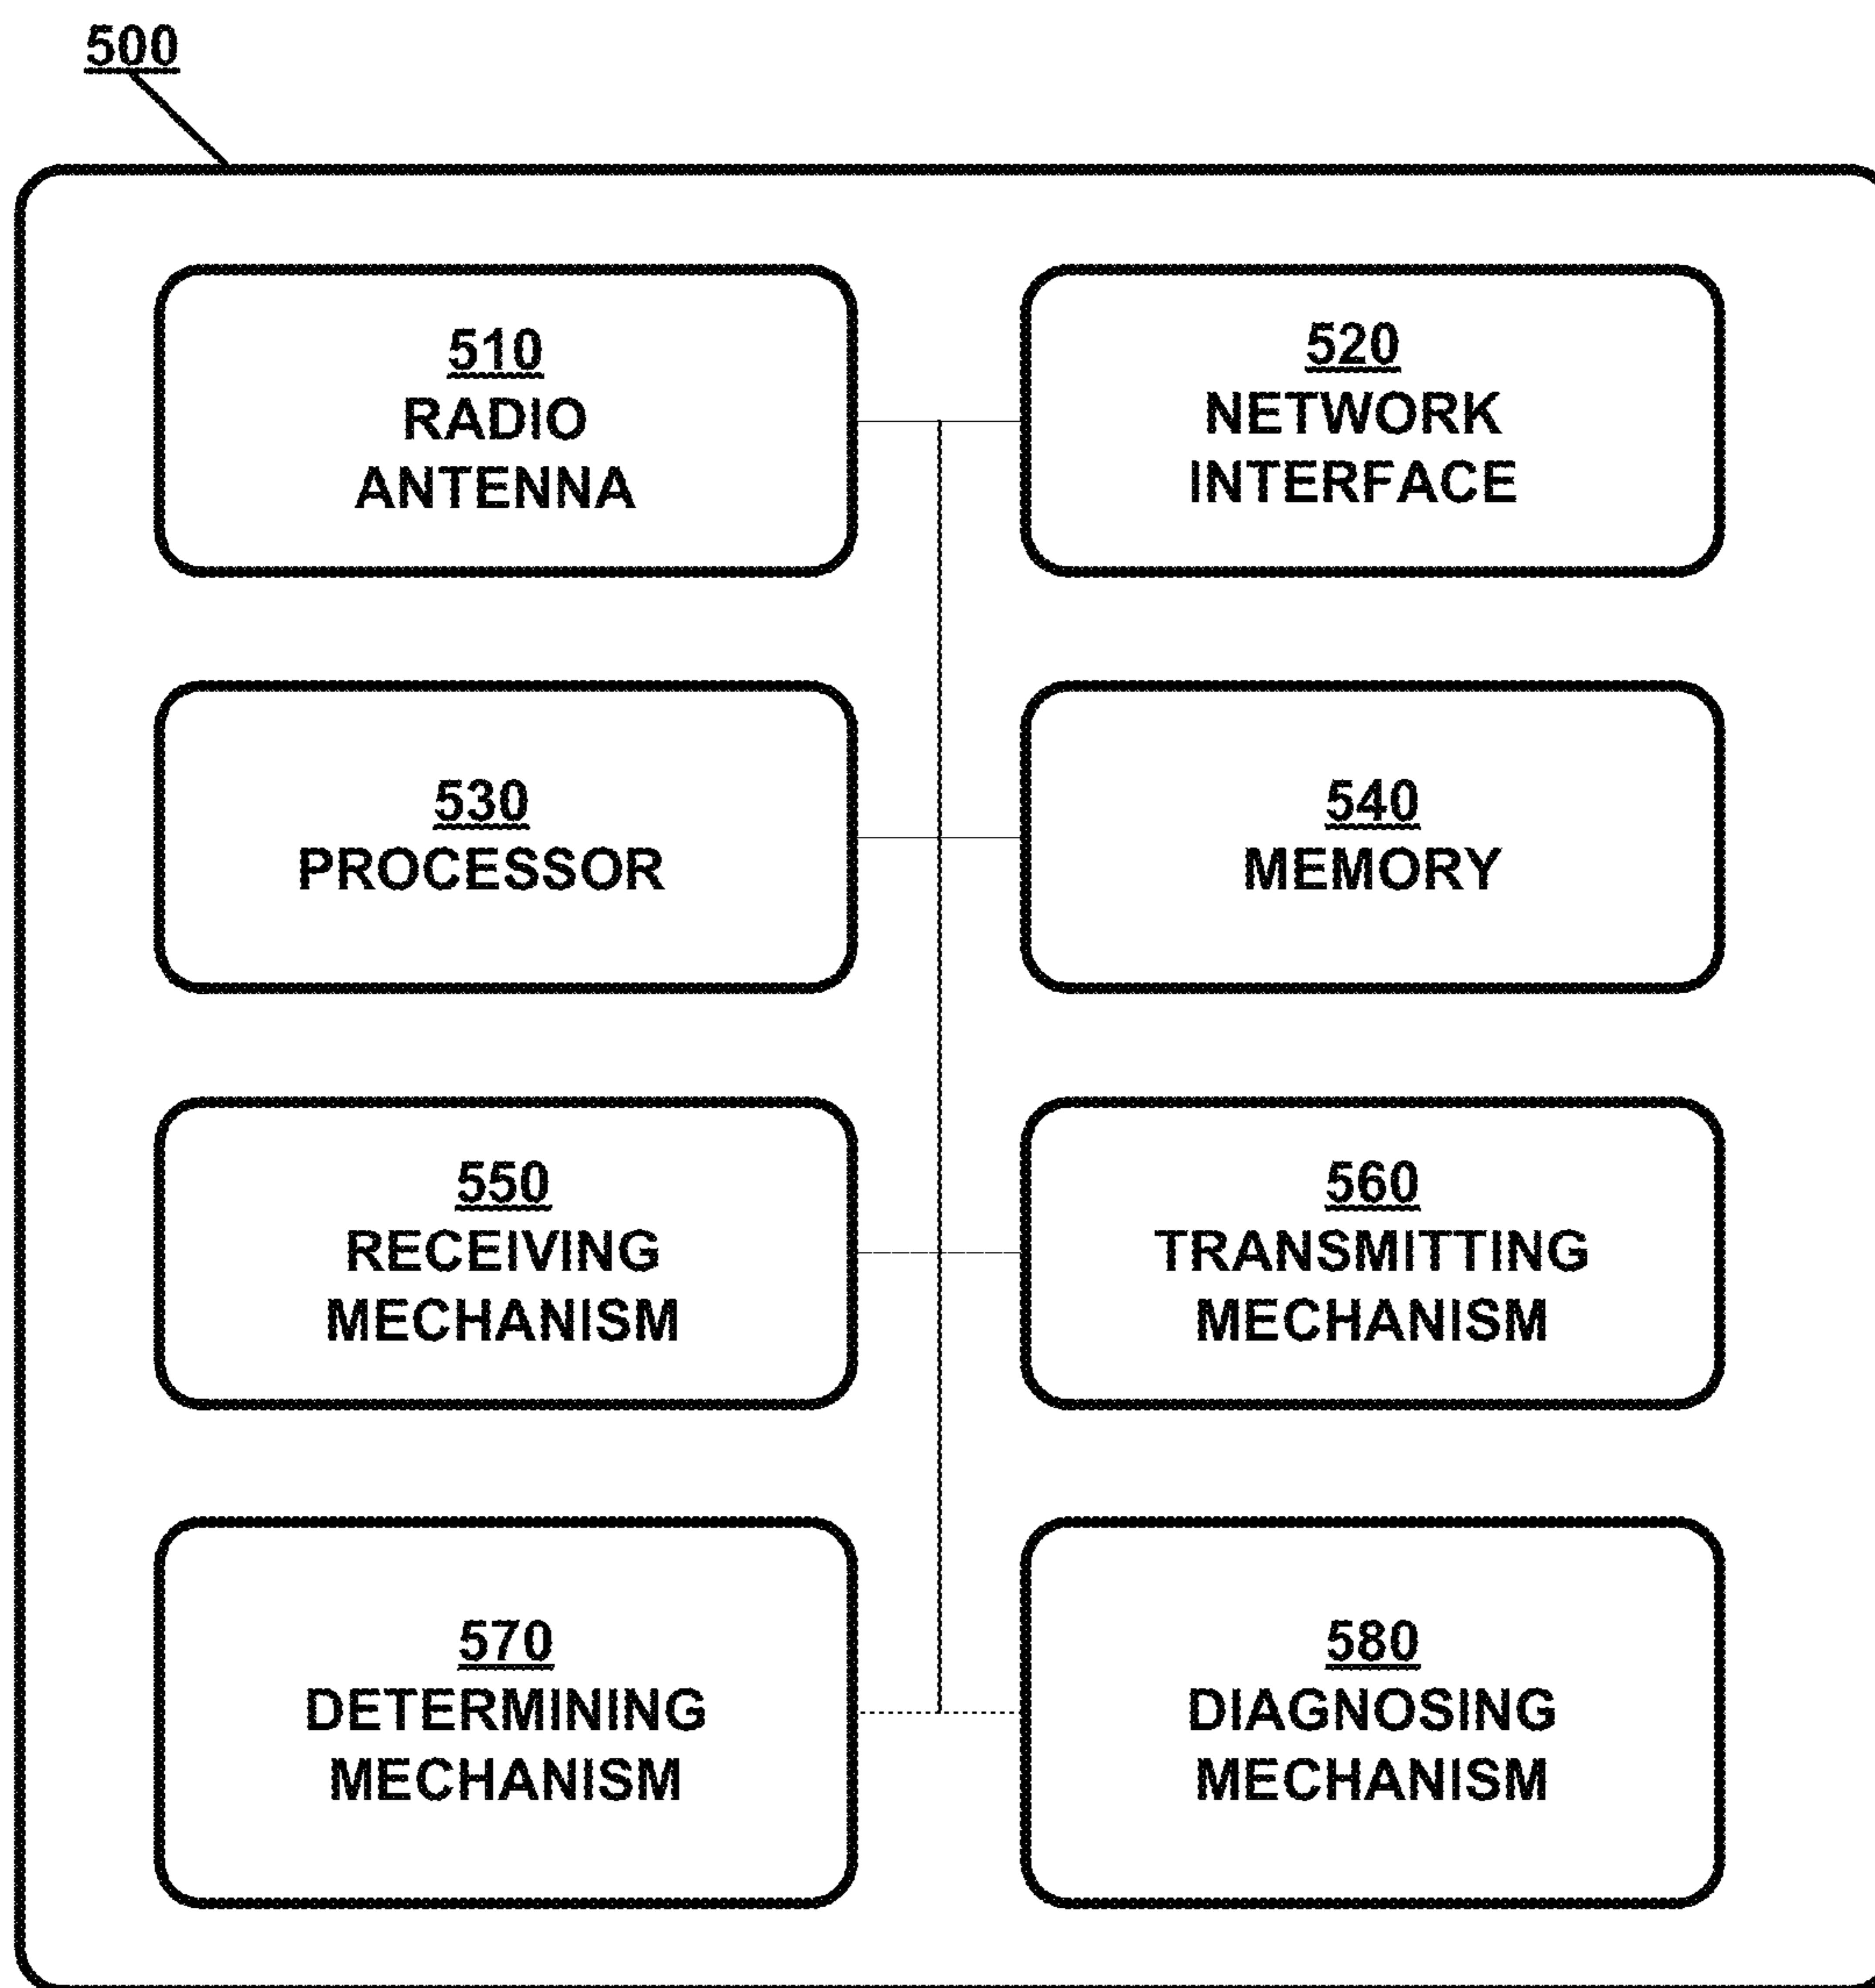 500
510
RADIO
ANTENNA
520
NETWORK
INTERFACE
530
PROCESSOR
540
MEMORY
550
RECEIVING
MECHANISM
560
TRANSMITTING
MECHANISM
570
DETERMINING
MECHANISM
580
DIAGNOSING
MECHANISM